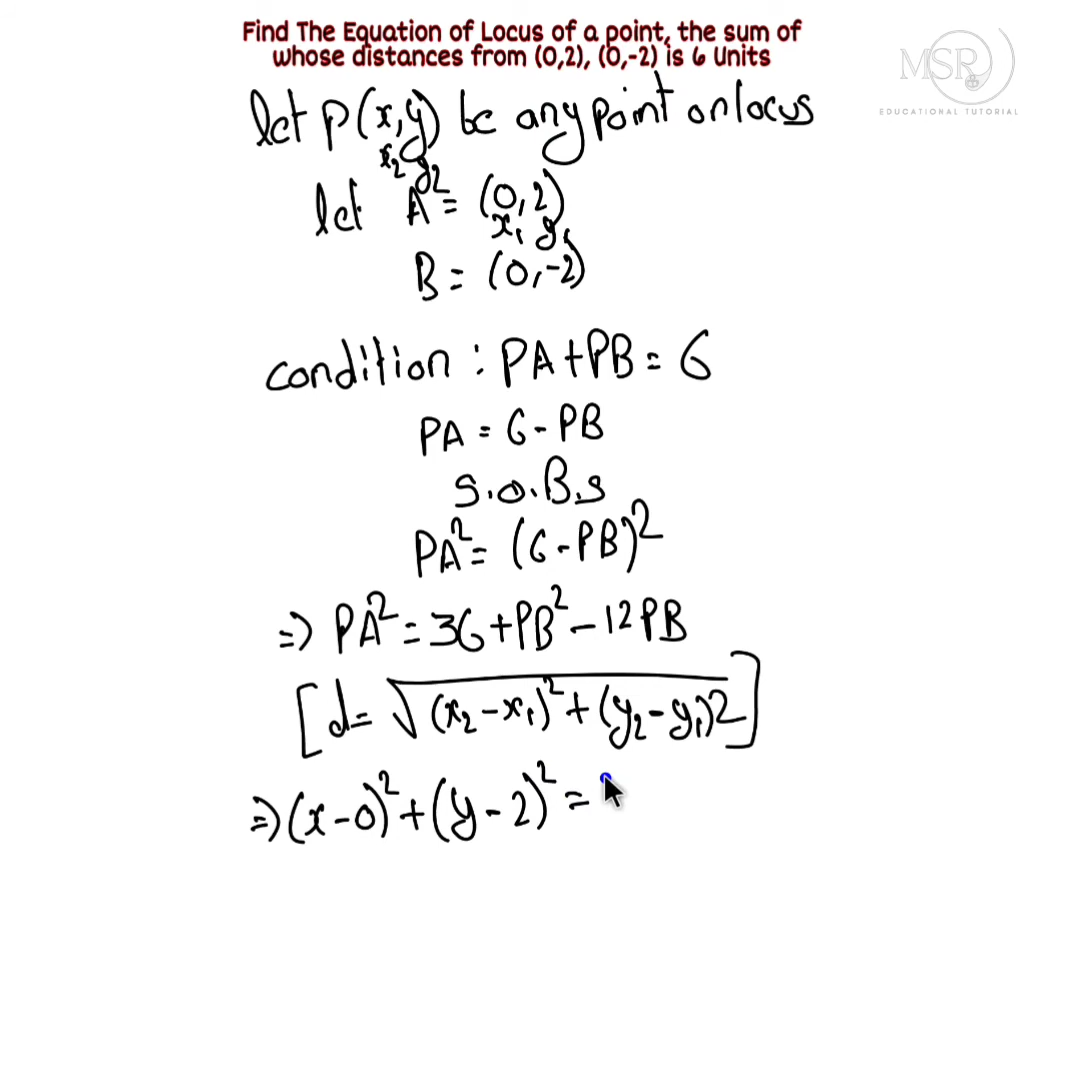 Find The Equation of Locus of a point, the sum of
whose distances from (0,2), (0,-2) is 6 Units
MSR
EDUCATIONAL TUTORIAL
let P(x,y) be any point on locus
x₂ y₂
let A = (0,2)
x₁ y₁
B = (0,-2)
condition : PA+PB = 6
PA = 6 - PB
S.O.B.S
PA² = (6-PB)²
=> PA² = 36+PB² - 12PB
[d = √(x₂-x₁)² + (y₂-y₁)2]
=> (x-0)² + (y-2)² =